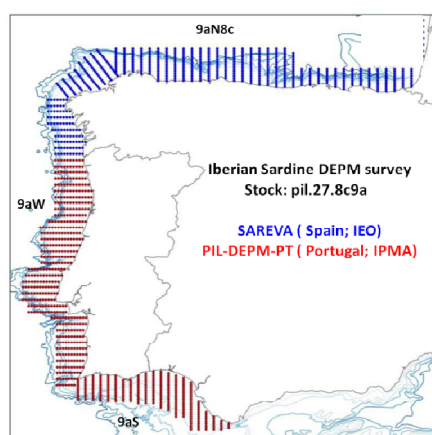 9aN8c
Iberian Sardine DEPM survey
Stock: pil.27.8c9a
9aW
SAREVA ( Spain; IEO)
PIL-DEPM-PT ( Portugal; IPMA)
9aS